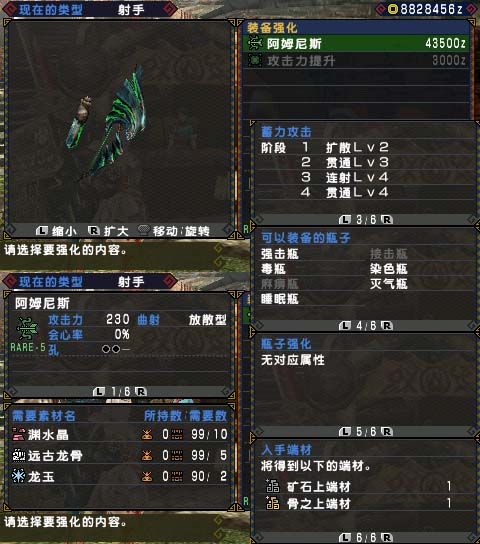 现在的类型 射手
L 缩小 R 扩大 移动/旋转
请选择要强化的内容。
8828456z
装备强化
阿姆尼斯 43500z
攻击力提升 3000z
蓄力攻击
阶段 1 扩散Lv2
2 贯通Lv3
3 连射Lv4
4 贯通Lv4
L 3/6 R
可以装备的瓶子
强击瓶 接击瓶
毒瓶 染色瓶
麻痹瓶 灭气瓶
睡眠瓶
L 4/6 R
瓶子强化
无对应属性
L 5/6 R
入手端材
将得到以下的端材。
矿石上端材 1
骨之上端材 1
L 6/6 R
现在的类型 射手
阿姆尼斯
RARE-5
攻击力 230 曲射 放散型
会心率 0%
孔 ●●—
L 1/6 R
需要素材名 所持数/需要数
渊水晶 0 99/10
远古龙骨 0 99/ 5
龙玉 0 90/ 2
请选择要强化的内容。